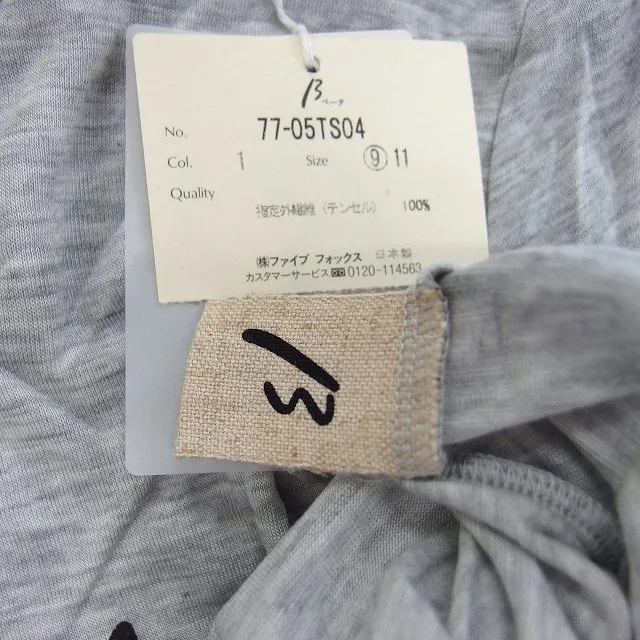 β
ベータ
No. 77-05TS04
Col. 1 Size 9 11
Quality
指定外繊維 (テンセル) 100%
(株)ファイブ フォックス 日本製
カスタマーサービス 0120-114563
β